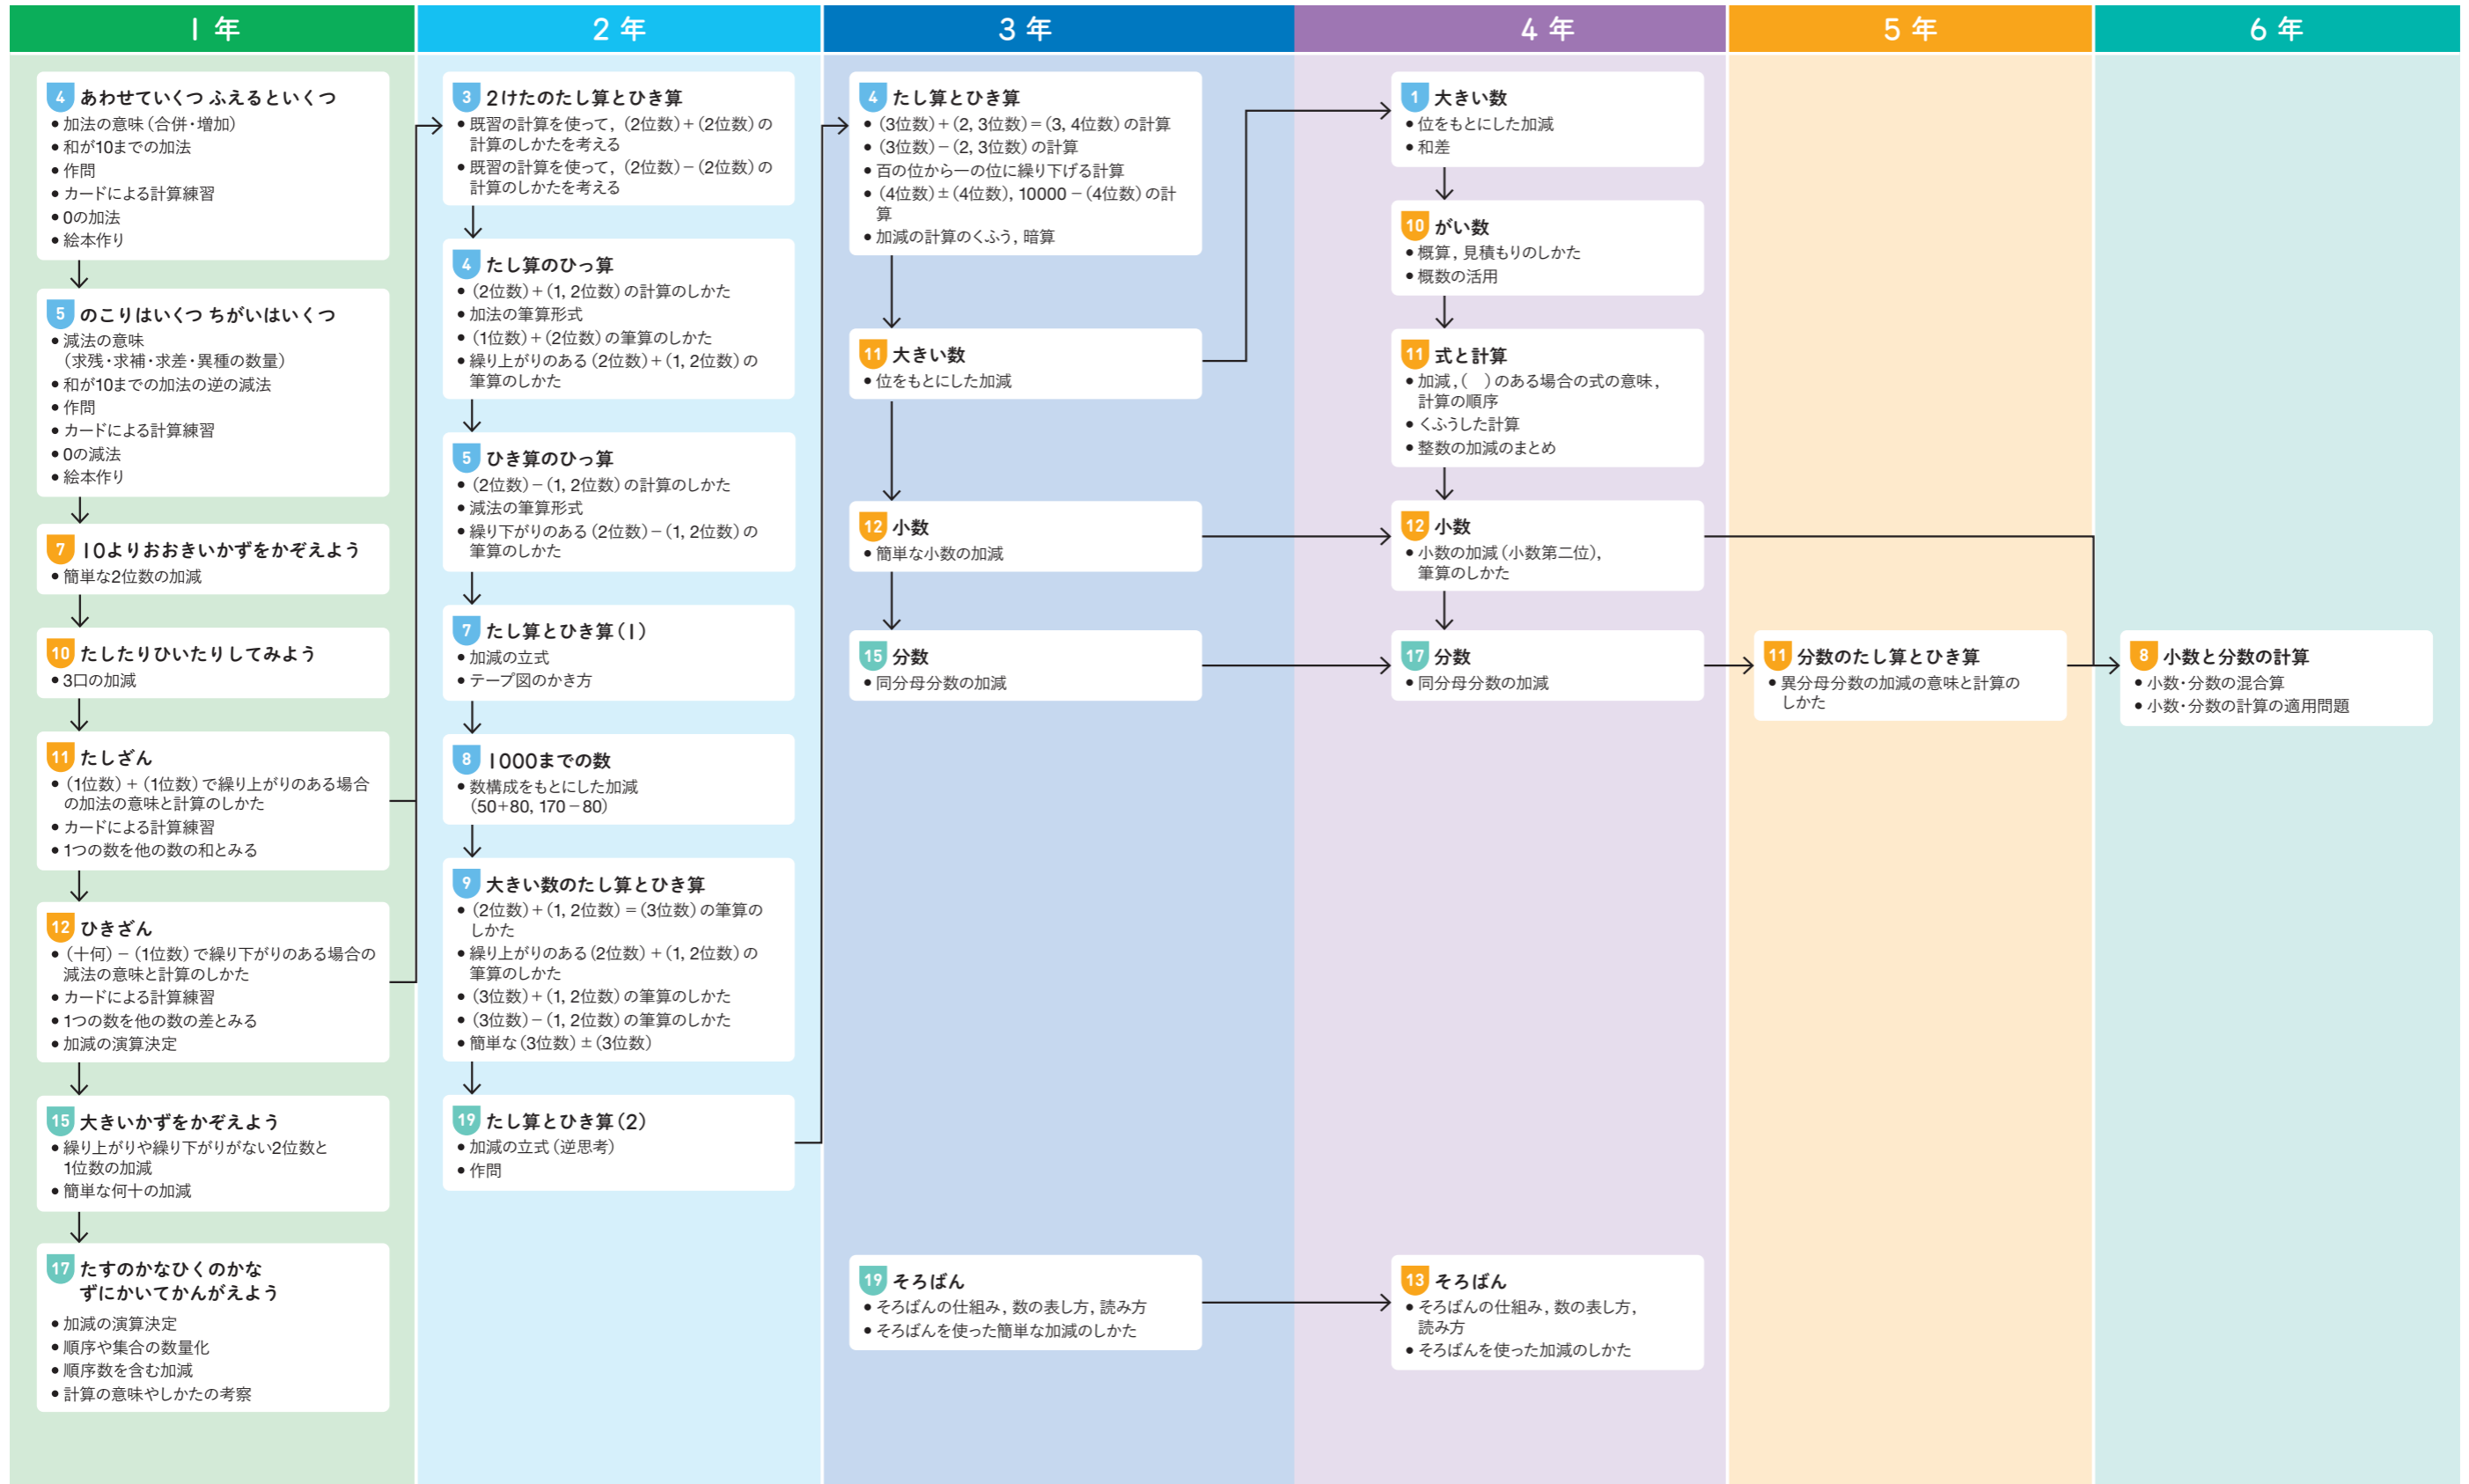 1 年
4 あわせていくつ ふえるといくつ
• 加法の意味（合併・増加）
• 和が10までの加法
• 作問
• カードによる計算練習
• 0の加法
• 絵本作り
5 のこりはいくつ ちがいはいくつ
• 減法の意味
（求残・求補・求差・異種の数量）
• 和が10までの加法の逆の減法
• 作問
• カードによる計算練習
• 0の減法
• 絵本作り
7 10よりおおきいかずをかぞえよう
• 簡単な2位数の加減
10 たしたりひいたりしてみよう
• 3口の加減
11 たしざん
•（1位数）＋（1位数）で繰り上がりのある場合
の加法の意味と計算のしかた
• カードによる計算練習
• 1つの数を他の数の和とみる
12 ひきざん
•（十何）－（1位数）で繰り下がりのある場合の
減法の意味と計算のしかた
• カードによる計算練習
• 1つの数を他の数の差とみる
• 加減の演算決定
15 大きいかずをかぞえよう
• 繰り上がりや繰り下がりがない2位数と
1位数の加減
• 簡単な何十の加減
17 たすのかなひくのかな
ずにかいてかんがえよう
• 加減の演算決定
• 順序や集合の数量化
• 順序数を含む加減
• 計算の意味やしかたの考察
2 年
3 2けたのたし算とひき算
• 既習の計算を使って，（2位数）＋（2位数）の
計算のしかたを考える
• 既習の計算を使って，（2位数）－（2位数）の
計算のしかたを考える
4 たし算のひっ算
•（2位数）＋（1, 2位数）の計算のしかた
• 加法の筆算形式
•（1位数）＋（2位数）の筆算のしかた
• 繰り上がりのある（2位数）＋（1, 2位数）の
筆算のしかた
5 ひき算のひっ算
•（2位数）－（1, 2位数）の計算のしかた
• 減法の筆算形式
• 繰り下がりのある（2位数）－（1, 2位数）の
筆算のしかた
7 たし算とひき算（1）
• 加減の立式
• テープ図のかき方
8 1000までの数
• 数構成をもとにした加減
（50+80, 170－80）
9 大きい数のたし算とひき算
•（2位数）＋（1, 2位数）＝（3位数）の筆算の
しかた
• 繰り上がりのある（2位数）＋（1, 2位数）の
筆算のしかた
•（3位数）＋（1, 2位数）の筆算のしかた
•（3位数）－（1, 2位数）の筆算のしかた
• 簡単な（3位数）±（3位数）
19 たし算とひき算（2）
• 加減の立式（逆思考）
• 作問
3 年
4 たし算とひき算
•（3位数）＋（2, 3位数）＝（3, 4位数）の計算
•（3位数）－（2, 3位数）の計算
• 百の位から一の位に繰り下げる計算
•（4位数）±（4位数）, 10000 －（4位数）の計
算
• 加減の計算のくふう, 暗算
11 大きい数
• 位をもとにした加減
12 小数
• 簡単な小数の加減
15 分数
• 同分母分数の加減
19 そろばん
• そろばんの仕組み, 数の表し方, 読み方
• そろばんを使った簡単な加減のしかた
4 年
1 大きい数
• 位をもとにした加減
• 和差
10 がい数
• 概算, 見積もりのしかた
• 概数の活用
11 式と計算
• 加減,（　）のある場合の式の意味,
計算の順序
• くふうした計算
• 整数の加減のまとめ
12 小数
• 小数の加減（小数第二位）,
筆算のしかた
17 分数
• 同分母分数の加減
13 そろばん
• そろばんの仕組み, 数の表し方,
読み方
• そろばんを使った加減のしかた
5 年
11 分数のたし算とひき算
• 異分母分数の加減の意味と計算の
しかた
6 年
8 小数と分数の計算
• 小数・分数の混合算
• 小数・分数の計算の適用問題